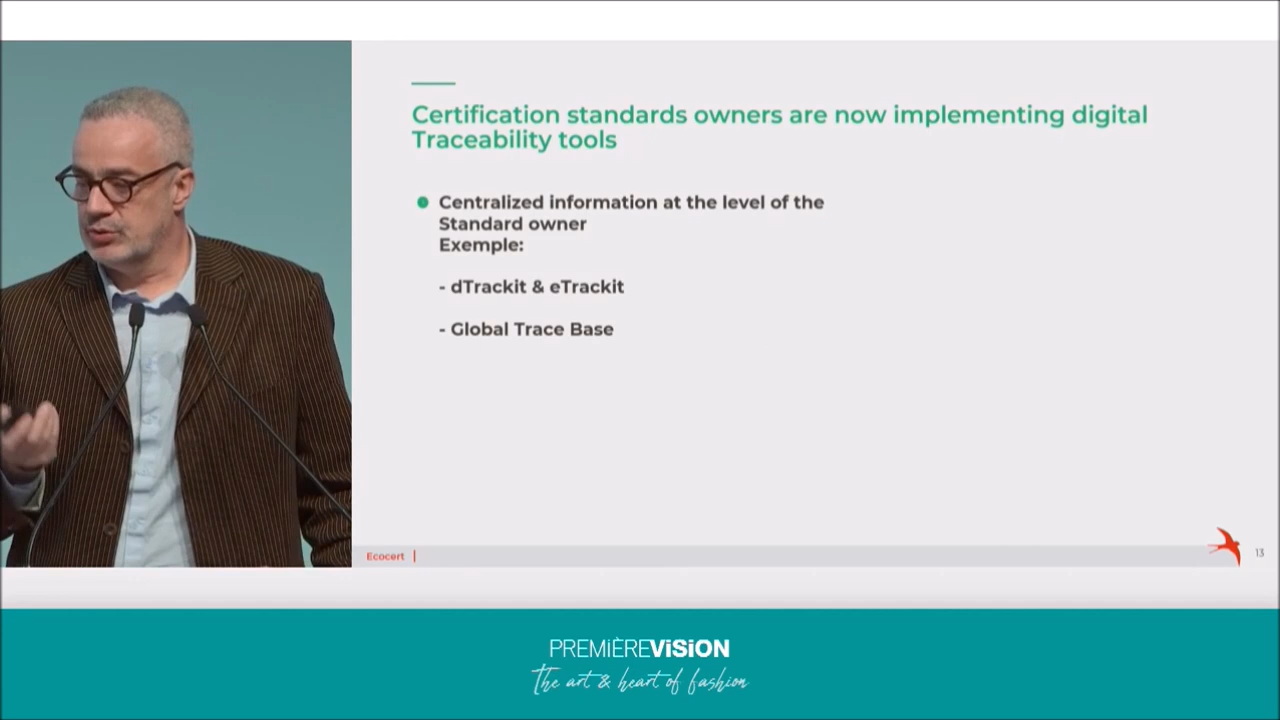 Certification standards owners are now implementing digital
Traceability tools
Centralized information at the level of the
Standard owner
Exemple:
- dTrackit & eTrackit
- Global Trace Base
Ecocert
13
PREMIÈREVISION
The art & heart of fashion